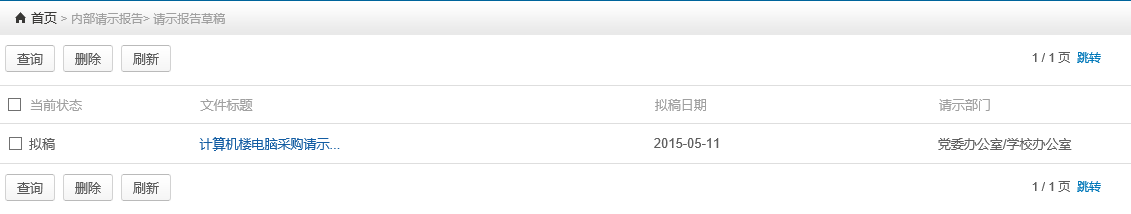 首页 > 内部请示报告> 请示报告草稿
查询 删除 刷新 1 / 1 页 跳转
当前状态 文件标题 拟稿日期 请示部门
拟稿 计算机楼电脑采购请示... 2015-05-11 党委办公室/学校办公室
查询 删除 刷新 1 / 1 页 跳转